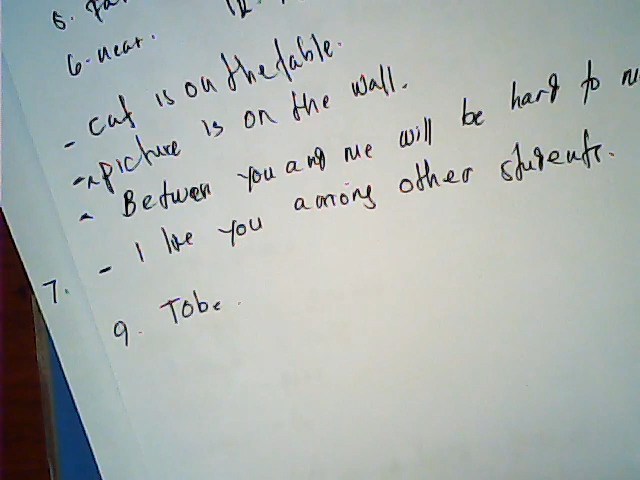 5. 
6. near.
- cat is on the table.
- picture is on the wall.
- Betwen you and me will be hard to
- I like you among other students.
7.
9. Tobe.